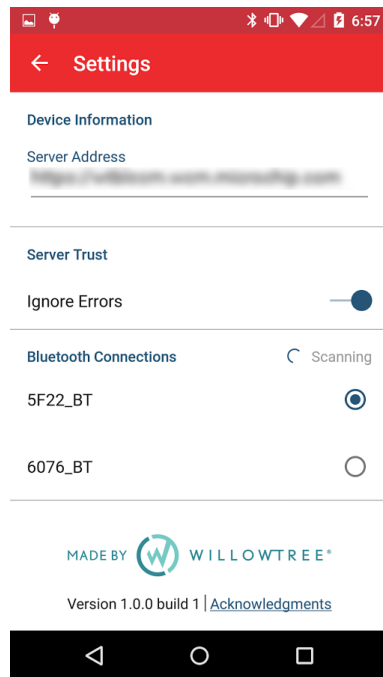 6:57
Settings
Device Information
Server Address
Server Trust
Ignore Errors
Bluetooth Connections Scanning
5F22_BT
6076_BT
MADE BY W WILLOWTREE®
Version 1.0.0 build 1 | Acknowledgments